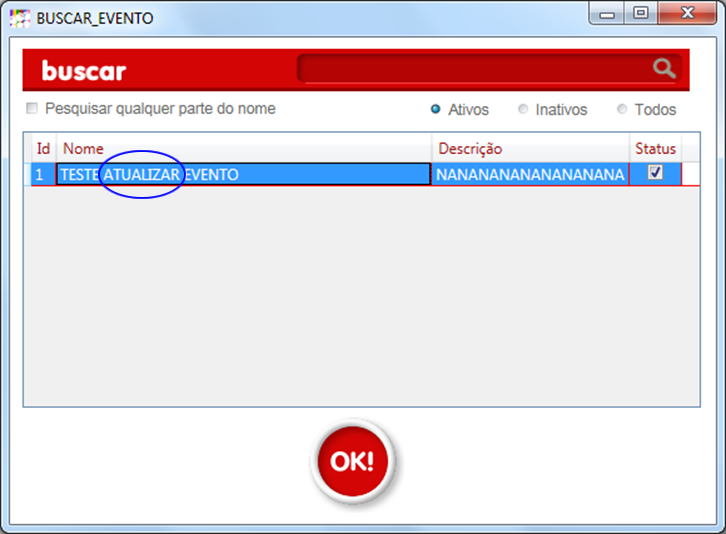 BUSCAR_EVENTO
buscar
Pesquisar qualquer parte do nome
Ativos
Inativos
Todos
Id Nome Descrição Status
1 TESTE ATUALIZAR EVENTO NANANANANANANANANA
OK!